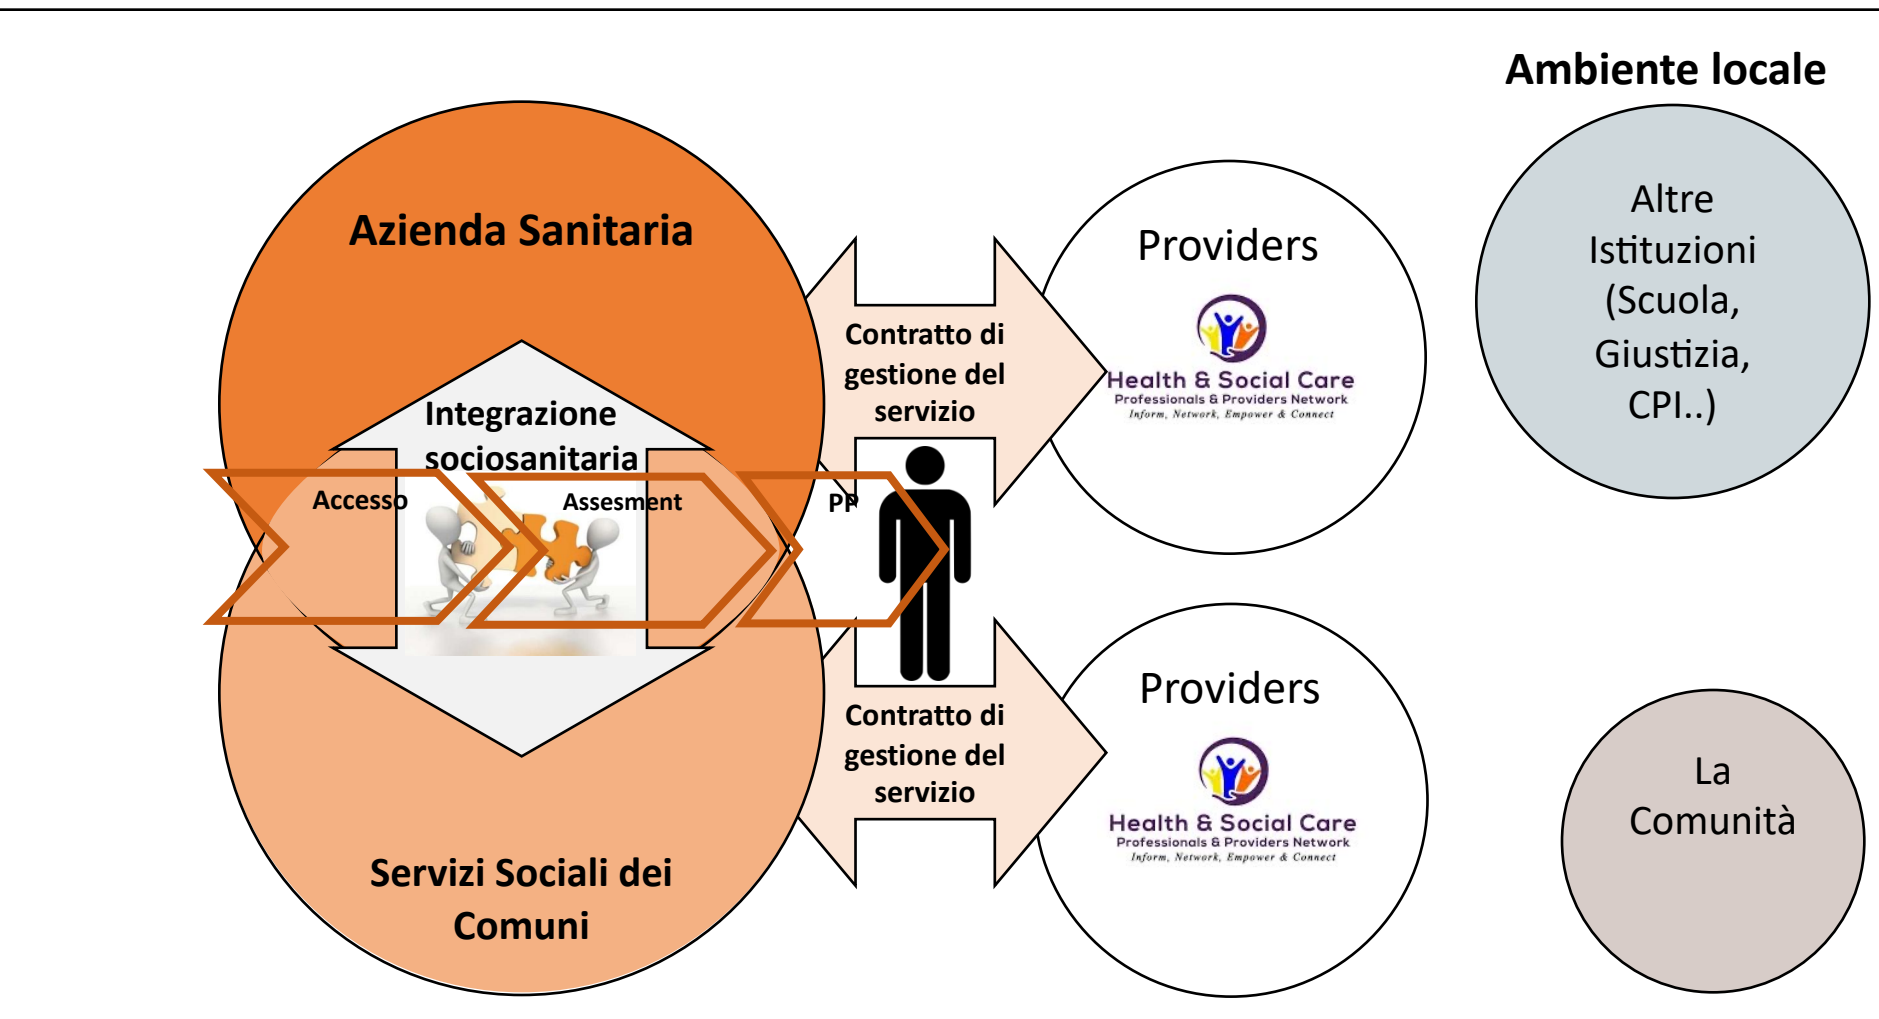 Ambiente locale
Azienda Sanitaria
Integrazione
sociosanitaria
Accesso
Assesment
PP
Servizi Sociali dei
Comuni
Contratto di
gestione del
servizio
Contratto di
gestione del
servizio
Providers
Health & Social Care
Professionals & Providers Network
Inform, Network, Empower & Connect
Providers
Health & Social Care
Professionals & Providers Network
Inform, Network, Empower & Connect
Altre
Istituzioni
(Scuola,
Giustizia,
CPI..)
La
Comunità